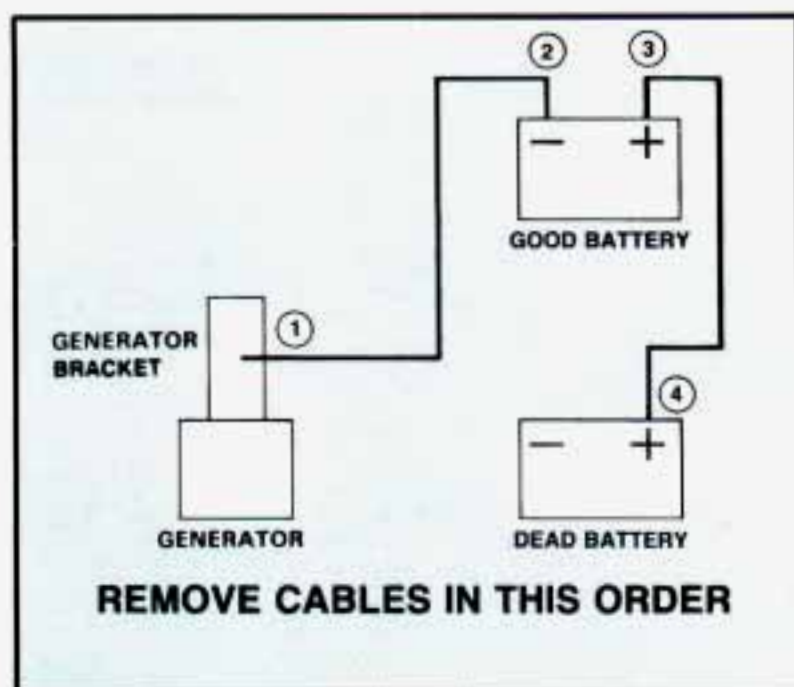 2 3
− +
GOOD BATTERY
1
GENERATOR
BRACKET
4
− +
GENERATOR
DEAD BATTERY
REMOVE CABLES IN THIS ORDER